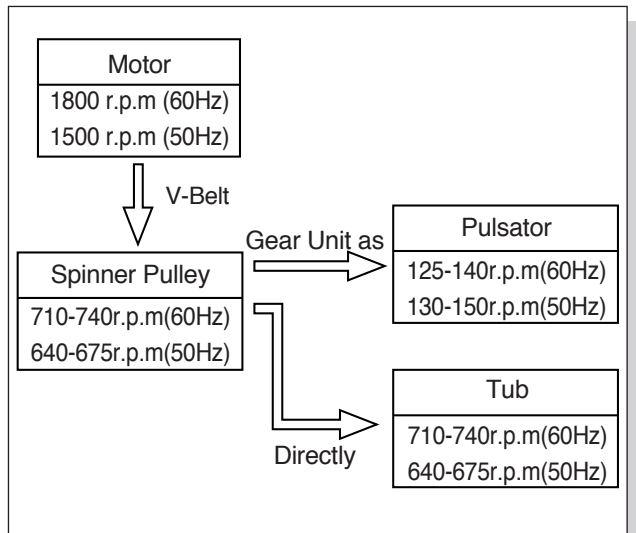 Motor
1800 r.p.m (60Hz)
1500 r.p.m (50Hz)
V-Belt
Spinner Pulley
710-740r.p.m(60Hz)
640-675r.p.m(50Hz)
Gear Unit as
Pulsator
125-140r.p.m(60Hz)
130-150r.p.m(50Hz)
Directly
Tub
710-740r.p.m(60Hz)
640-675r.p.m(50Hz)